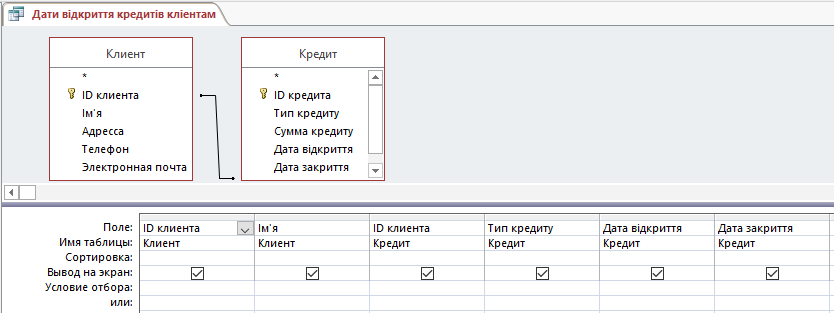 Дати відкриття кредитів клієнтам
Клиент
*
ID клиента
Ім`я
Адресса
Телефон
Электронная почта
Кредит
*
ID кредита
Тип кредиту
Сумма кредиту
Дата відкриття
Дата закриття
Поле: ID клиента Ім`я ID клиента Тип кредиту Дата відкриття Дата закриття
Имя таблицы: Клиент Клиент Кредит Кредит Кредит Кредит
Сортировка:
Вывод на экран:
Условие отбора:
или: